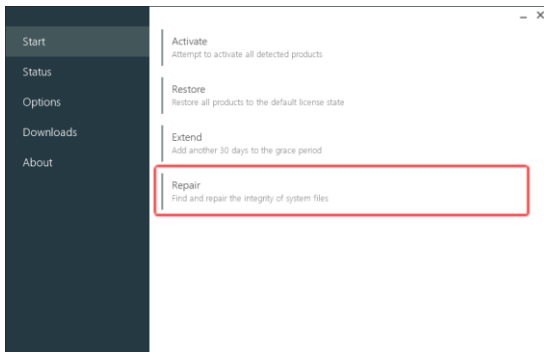 Start
Status
Options
Downloads
About
Activate
Attempt to activate all detected products
Restore
Restore all products to the default license state
Extend
Add another 30 days to the grace period
Repair
Find and repair the integrity of system files